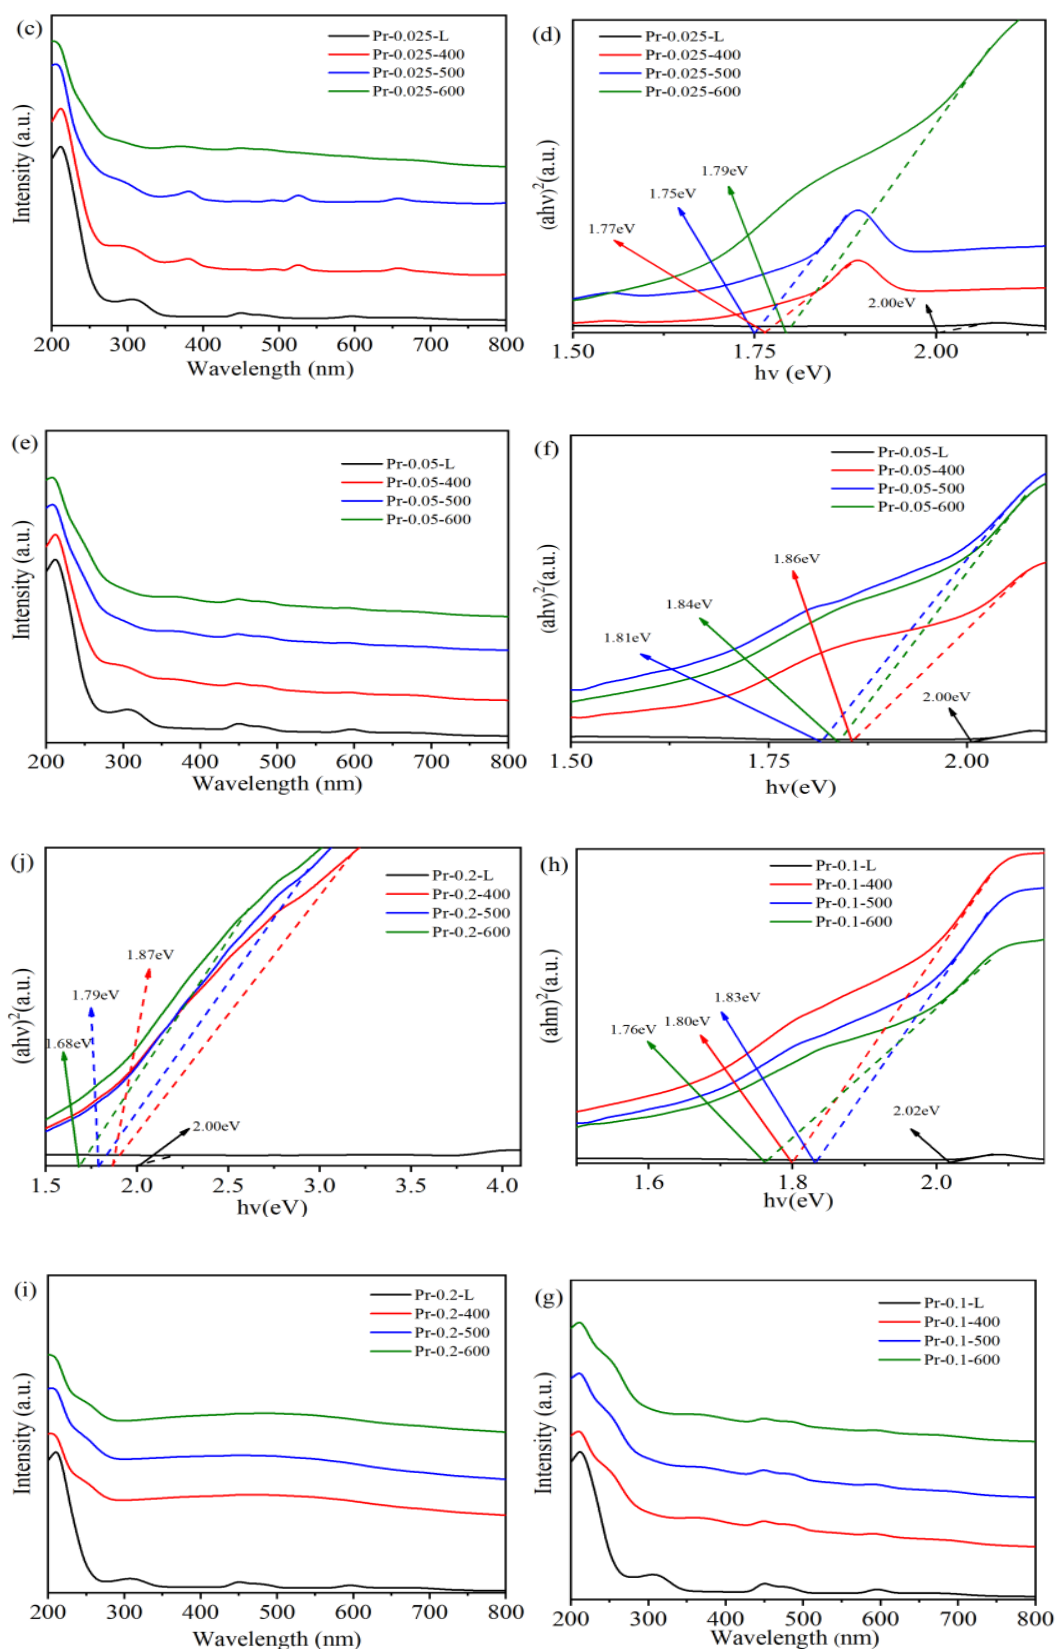 (c)
Pr-0.025-L
Pr-0.025-400
Pr-0.025-500
Pr-0.025-600
Intensity (a.u.)
200 300 400 500 600 700 800
Wavelength (nm)
(d)
Pr-0.025-L
Pr-0.025-400
Pr-0.025-500
Pr-0.025-600
(ahv)²(a.u.)
1.79eV
1.75eV
1.77eV
2.00eV
1.50 1.75 2.00
hv (eV)
(e)
Pr-0.05-L
Pr-0.05-400
Pr-0.05-500
Pr-0.05-600
Intensity (a.u.)
200 300 400 500 600 700 800
Wavelength (nm)
(f)
Pr-0.05-L
Pr-0.05-400
Pr-0.05-500
Pr-0.05-600
(ahv)²(a.u.)
1.86eV
1.84eV
1.81eV
2.00eV
1.50 1.75 2.00
hv(eV)
(j)
Pr-0.2-L
Pr-0.2-400
Pr-0.2-500
Pr-0.2-600
(ahv)²(a.u.)
1.87eV
1.79eV
1.68eV
2.00eV
1.5 2.0 2.5 3.0 3.5 4.0
hv(eV)
(h)
Pr-0.1-L
Pr-0.1-400
Pr-0.1-500
Pr-0.1-600
(ahn)²(a.u.)
1.83eV
1.80eV
1.76eV
2.02eV
1.6 1.8 2.0
hv(eV)
(i)
Pr-0.2-L
Pr-0.2-400
Pr-0.2-500
Pr-0.2-600
Intensity (a.u.)
200 300 400 500 600 700 800
Wavelength (nm)
(g)
Pr-0.1-L
Pr-0.1-400
Pr-0.1-500
Pr-0.1-600
Intensity (a.u.)
200 300 400 500 600 700 800
Wavelength (nm)